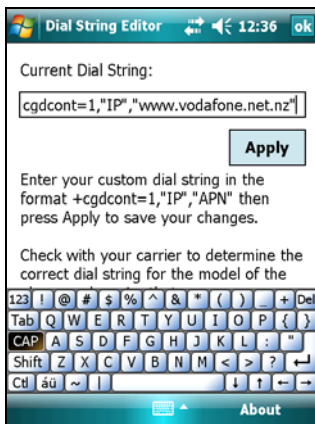 Dial String Editor 12:36 ok
Current Dial String:
cgdcont=1,"IP","www.vodafone.net.nz"
Apply
Enter your custom dial string in the
format +cgdcont=1,"IP","APN" then
press Apply to save your changes.
Check with your carrier to determine the
correct dial string for the model of the
123 ! @ # $ % ^ & * ( ) _ + Del
Tab Q W E R T Y U I O P { }
CAP A S D F G H J K L : "
Shift Z X C V B N M < > ? ↵
Ctl áü ~ | ↓ ↑ ← →
About